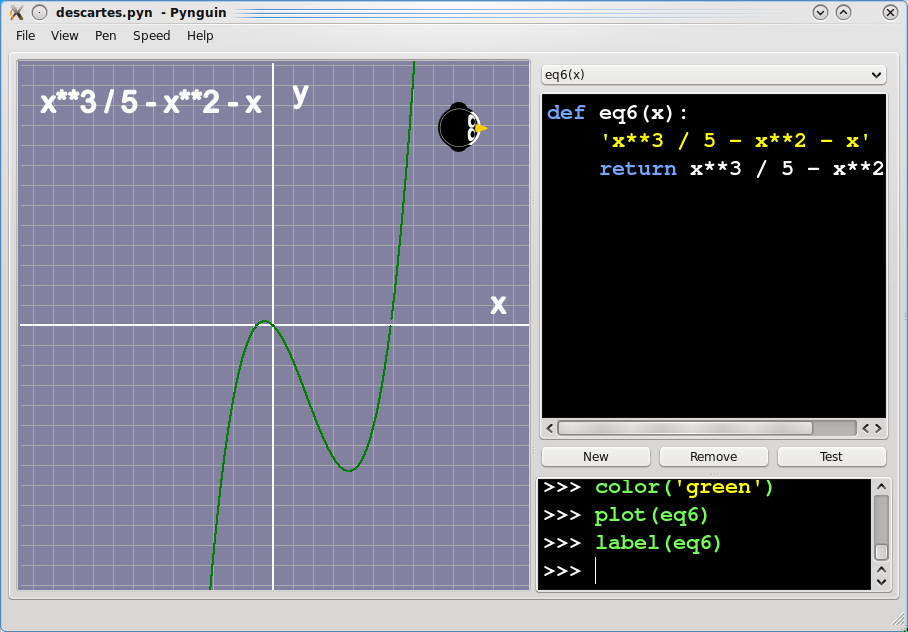 descartes.pyn - Pynguin
File View Pen Speed Help
x**3 / 5 - x**2 - x
y
x
eq6(x)
def eq6(x):
'x**3 / 5 - x**2 - x'
return x**3 / 5 - x**2
New Remove Test
>>> color('green')
>>> plot(eq6)
>>> label(eq6)
>>>